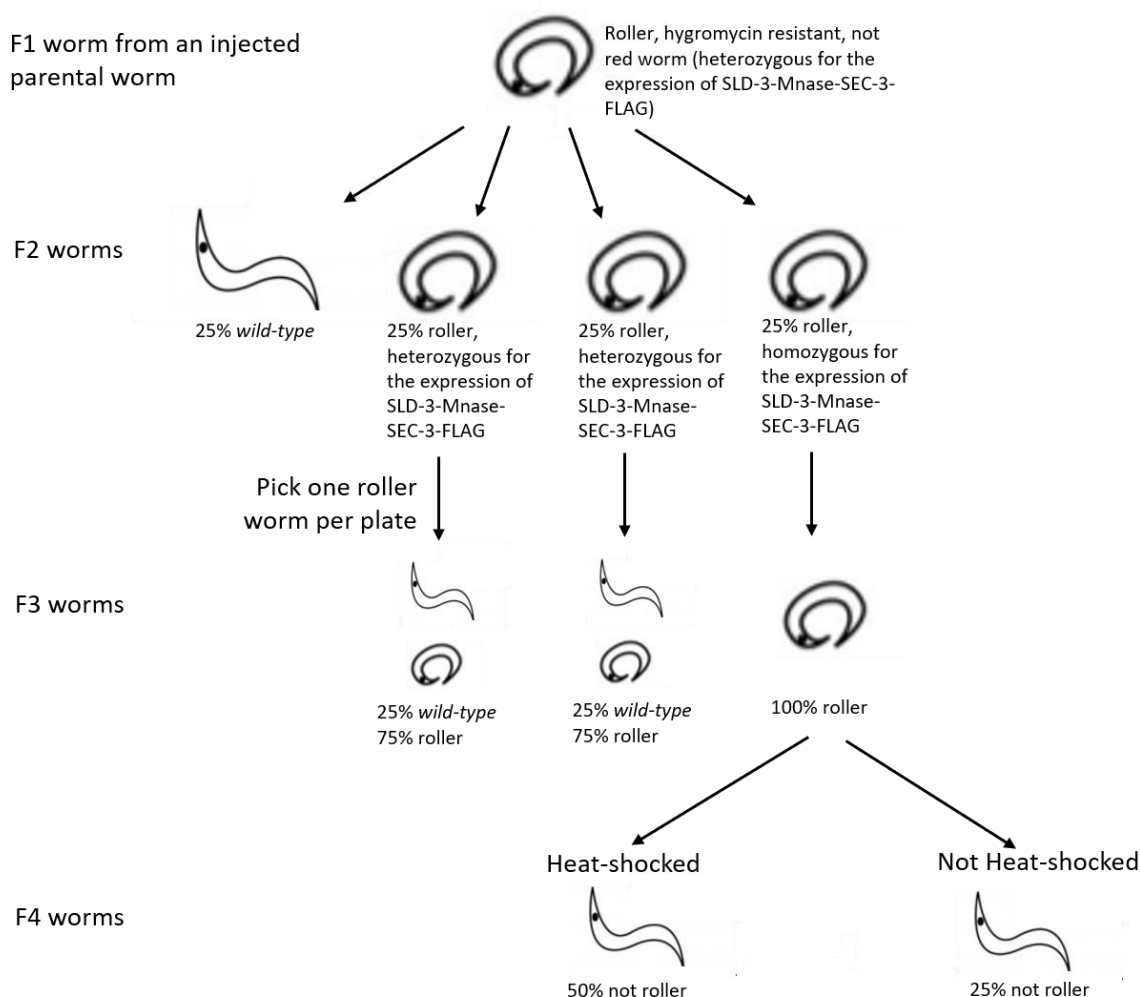 F1 worm from an injected
parental worm
Roller, hygromycin resistant, not
red worm (heterozygous for the
expression of SLD-3-Mnase-SEC-3-
FLAG)
F2 worms
25% wild-type
25% roller,
heterozygous for
the expression of
SLD-3-Mnase-
SEC-3-FLAG
25% roller,
heterozygous for
the expression of
SLD-3-Mnase-
SEC-3-FLAG
25% roller,
homozygous for
the expression of
SLD-3-Mnase-
SEC-3-FLAG
Pick one roller
worm per plate
F3 worms
25% wild-type
75% roller
25% wild-type
75% roller
100% roller
Heat-shocked
Not Heat-shocked
F4 worms
50% not roller
25% not roller